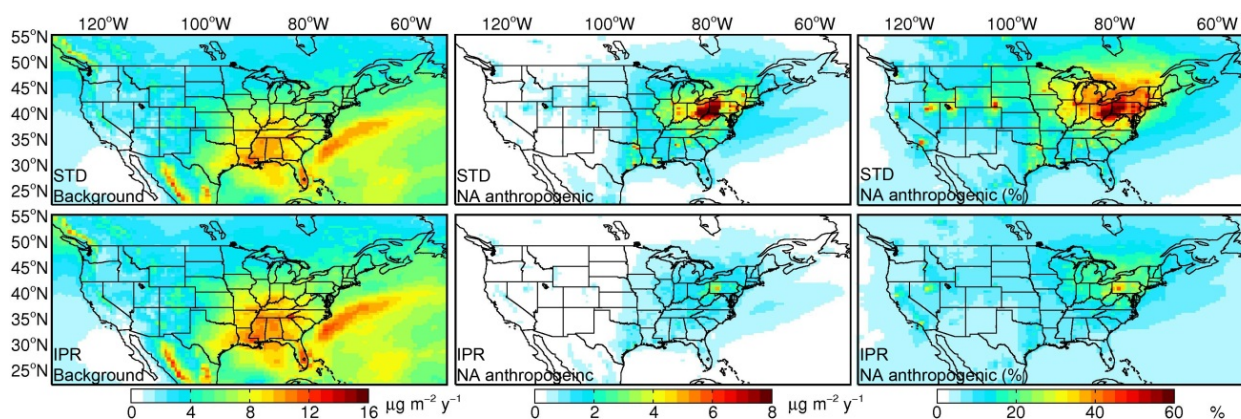 120°W 100°W 80°W 60°W 120°W 100°W 80°W 60°W 120°W 100°W 80°W 60°W
55°N
50°N
45°N
40°N
35°N
30°N
25°N
STD
Background
STD
NA anthropogenic
STD
NA anthropogenic (%)
55°N
50°N
45°N
40°N
35°N
30°N
25°N
IPR
Background
IPR
NA anthropogenic
IPR
NA anthropogenic (%)
0 4 8 12 16 μg m⁻² y⁻¹
0 2 4 6 8 μg m⁻² y⁻¹
0 10 20 30 40 50 60 %